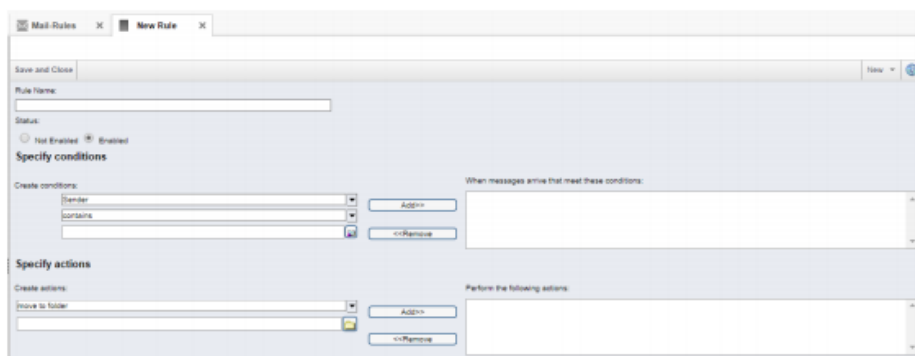 Mail-Rules New Rule
Save and Close New
Rule Name:
Status:
Not Enabled Enabled
Specify conditions
Create conditions: When messages arrive that meet these conditions:
Sender
contains
Add>>
<<Remove
Specify actions
Create actions: Perform the following actions:
move to folder
Add>>
<<Remove